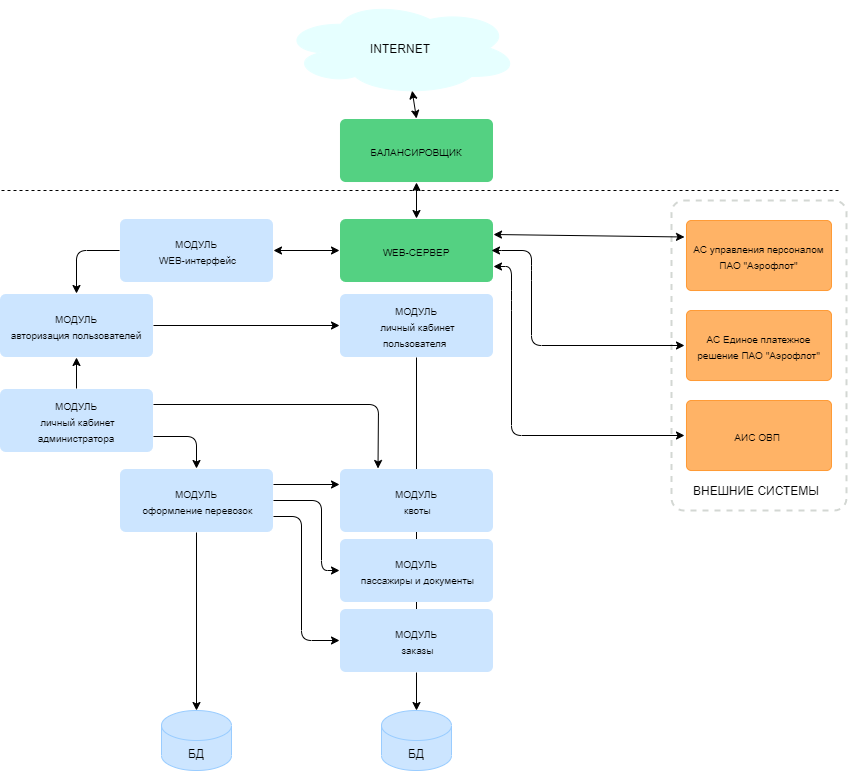 INTERNET
БАЛАНСИРОВЩИК
МОДУЛЬ
WEB-интерфейс
WEB-СЕРВЕР
АС управления персоналом
ПАО "Аэрофлот"
МОДУЛЬ
авторизация пользователей
МОДУЛЬ
личный кабинет
пользователя
АС Единое платежное
решение ПАО "Аэрофлот"
МОДУЛЬ
личный кабинет
администратора
АИС ОВП
ВНЕШНИЕ СИСТЕМЫ
МОДУЛЬ
оформление перевозок
МОДУЛЬ
квоты
МОДУЛЬ
пассажиры и документы
МОДУЛЬ
заказы
БД
БД